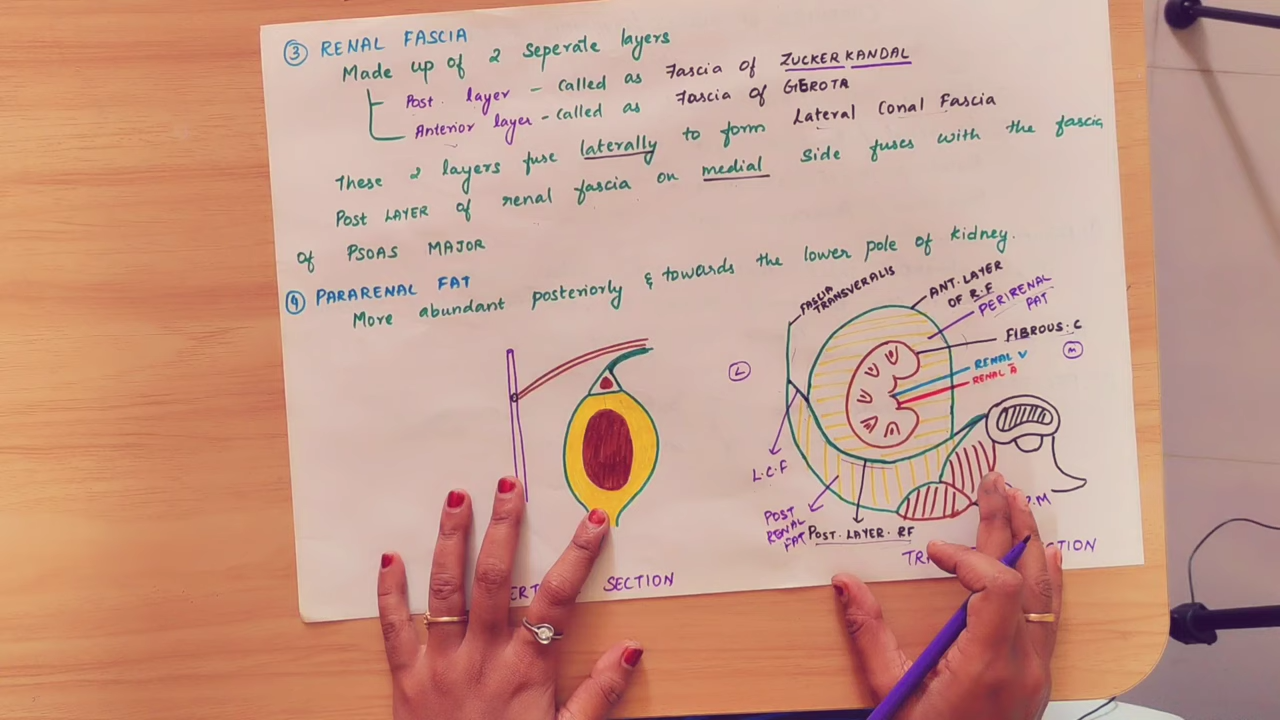 ③ RENAL FASCIA
Made up of 2 seperate layers
Post. layer - called as Fascia of ZUCKERKANDAL
Anterior layer - called as Fascia of GEROTA
These 2 layers fuse laterally to form Lateral Conal Fascia
Post LAYER of renal fascia on medial side fuses with the fascia
of PSOAS MAJOR
④ PARARENAL FAT
More abundant posteriorly & towards the lower pole of kidney.
FASCIA TRANSVERALIS
ANT. LAYER
OF R.F
PERIRENAL
FAT
FIBROUS.C
RENAL V
RENAL A
L
M
L.C.F
POST
RENAL
FAT
POST. LAYER. RF
.M
SECTION